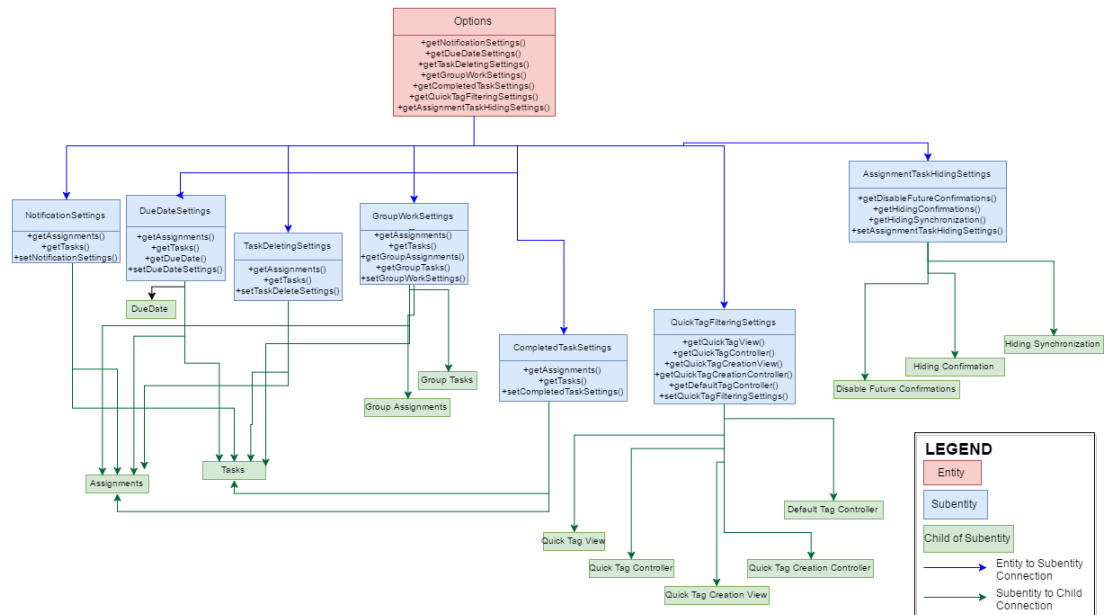 Options
+getNotificationSettings()
+getDueDateSettings()
+getTaskDeletingSettings()
+getGroupWorkSettings()
+getCompletedTaskSettings()
+getQuickTagFilteringSettings()
+getAssignmentTaskHidingSettings()
NotificationSettings
+getAssignments()
+getTasks()
+setNotificationSettings()
DueDateSettings
+getAssignments()
+getTasks()
+getDueDate()
+setDueDateSettings()
TaskDeletingSettings
+getAssignments()
+getTasks()
+setTaskDeleteSettings()
GroupWorkSettings
+getAssignments()
+getTasks()
+getGroupAssignments()
+getGroupTasks()
+setGroupWorkSettings()
AssignmentTaskHidingSettings
+getDisableFutureConfirmations()
+getHidingConfirmations()
+getHidingSynchronization()
+setAssignmentTaskHidingSettings()
DueDate
CompletedTaskSettings
+getAssignments()
+getTasks()
+setCompletedTaskSettings()
QuickTagFilteringSettings
+getQuickTagView()
+getQuickTagController()
+getQuickTagCreationView()
+getQuickTagCreationController()
+getDefaultTagController()
+setQuickTagFilteringSettings()
Hiding Synchronization
Hiding Confirmation
Disable Future Confirmations
Group Tasks
Group Assignments
Tasks
Assignments
Default Tag Controller
Quick Tag View
Quick Tag Controller
Quick Tag Creation Controller
Quick Tag Creation View
LEGEND
Entity
Subentity
Child of Subentity
Entity to Subentity
Connection
Subentity to Child
Connection